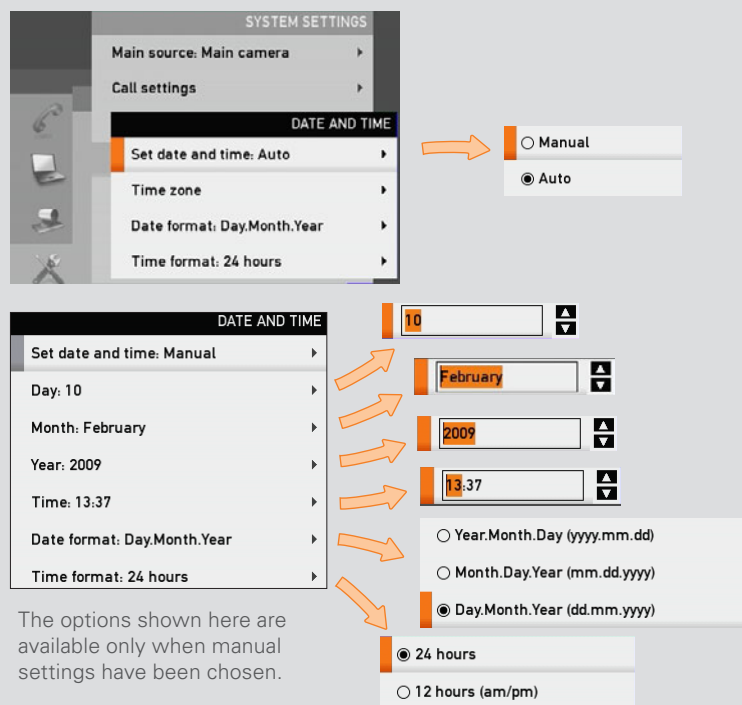 SYSTEM SETTINGS
Main source: Main camera
Call settings
DATE AND TIME
Set date and time: Auto
Time zone
Date format: Day.Month.Year
Time format: 24 hours
Manual
Auto
DATE AND TIME
Set date and time: Manual
Day: 10
Month: February
Year: 2009
Time: 13:37
Date format: Day.Month.Year
Time format: 24 hours
10
February
2009
13:37
Year.Month.Day (yyyy.mm.dd)
Month.Day.Year (mm.dd.yyyy)
Day.Month.Year (dd.mm.yyyy)
24 hours
12 hours (am/pm)
The options shown here are
available only when manual
settings have been chosen.